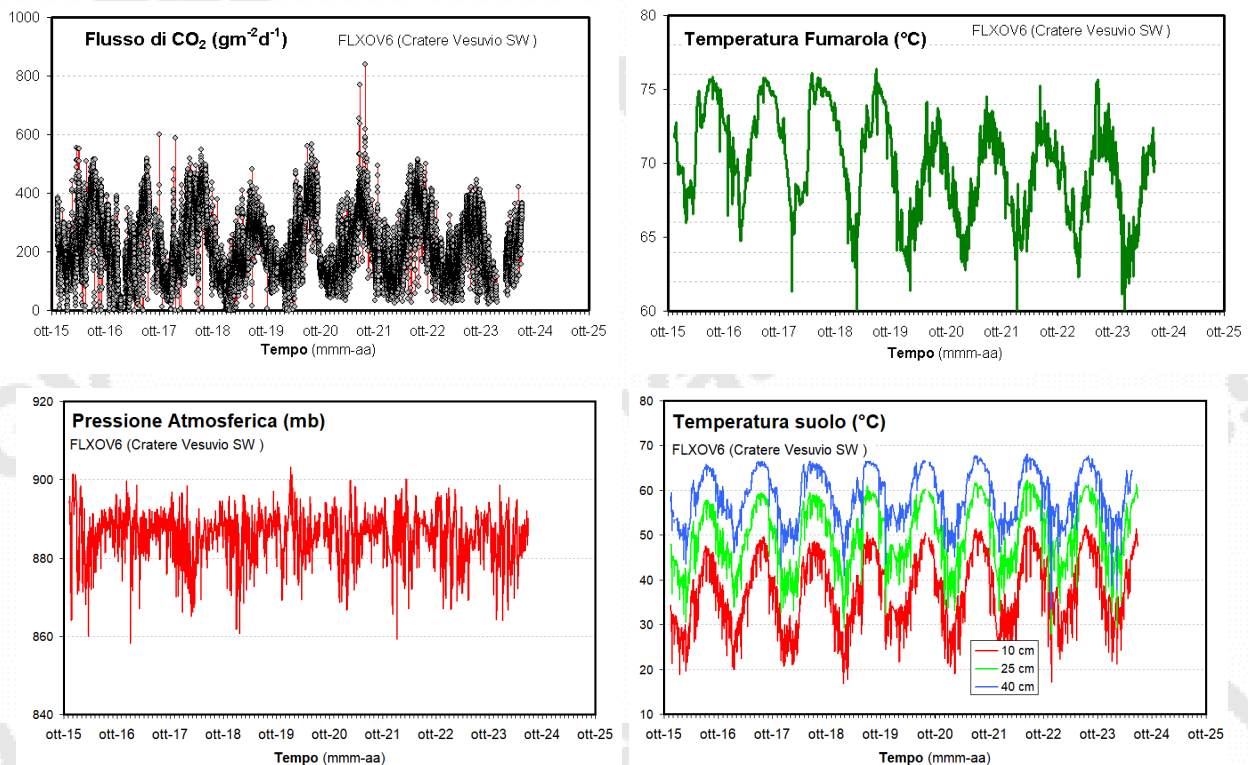 Flusso di CO₂ (gm⁻²d⁻¹)
FLXOV6 (Cratere Vesuvio SW )
1000
800
600
400
200
0
ott-15 ott-16 ott-17 ott-18 ott-19 ott-20 ott-21 ott-22 ott-23 ott-24 ott-25
Tempo (mmm-aa)
Temperatura Fumarola (°C)
FLXOV6 (Cratere Vesuvio SW )
80
75
70
65
60
ott-15 ott-16 ott-17 ott-18 ott-19 ott-20 ott-21 ott-22 ott-23 ott-24 ott-25
Tempo (mmm-aa)
Pressione Atmosferica (mb)
FLXOV6 (Cratere Vesuvio SW )
920
900
880
860
840
ott-15 ott-16 ott-17 ott-18 ott-19 ott-20 ott-21 ott-22 ott-23 ott-24 ott-25
Tempo (mmm-aa)
Temperatura suolo (°C)
FLXOV6 (Cratere Vesuvio SW )
80
70
60
50
40
30
20
10
10 cm
25 cm
40 cm
ott-15 ott-16 ott-17 ott-18 ott-19 ott-20 ott-21 ott-22 ott-23 ott-24 ott-25
Tempo (mmm-aa)